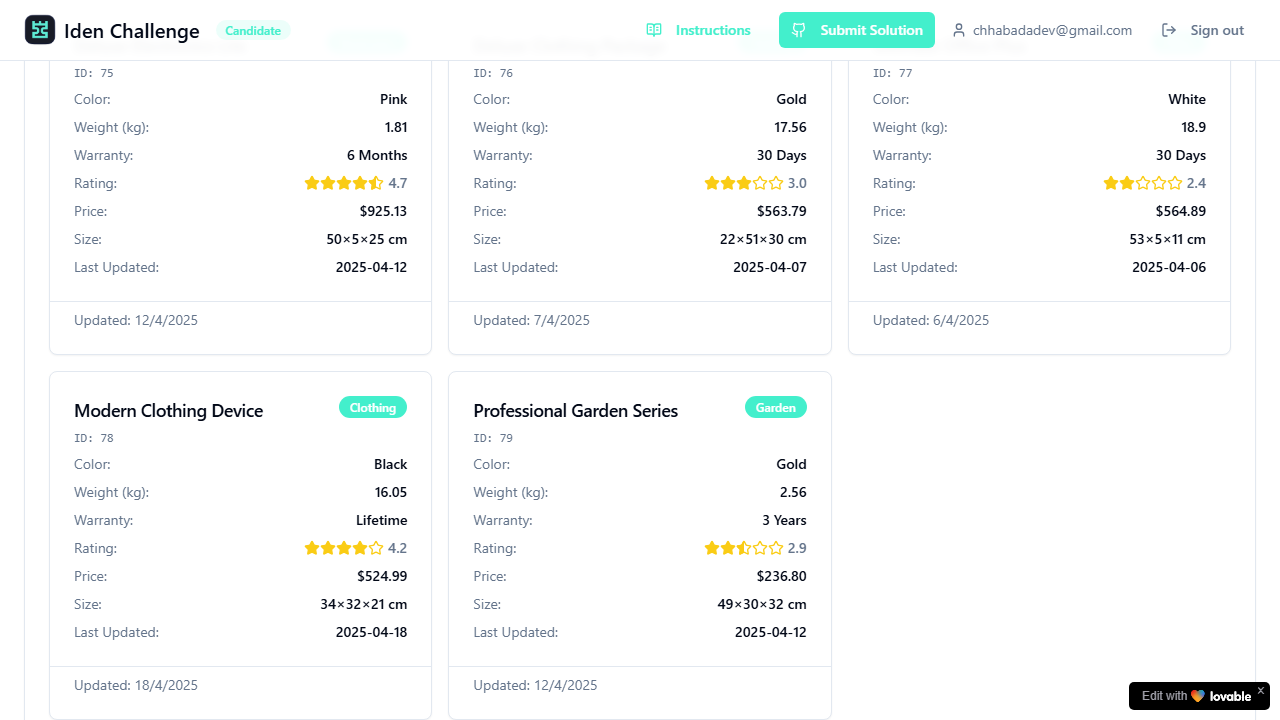 Iden Challenge
Candidate
Instructions
Submit Solution
chhabadadev@gmail.com
Sign out
ID: 75
Color: Pink
Weight (kg): 1.81
Warranty: 6 Months
Rating: 4.7
Price: $925.13
Size: 50×5×25 cm
Last Updated: 2025-04-12
Updated: 12/4/2025
ID: 76
Color: Gold
Weight (kg): 17.56
Warranty: 30 Days
Rating: 3.0
Price: $563.79
Size: 22×51×30 cm
Last Updated: 2025-04-07
Updated: 7/4/2025
ID: 77
Color: White
Weight (kg): 18.9
Warranty: 30 Days
Rating: 2.4
Price: $564.89
Size: 53×5×11 cm
Last Updated: 2025-04-06
Updated: 6/4/2025
Modern Clothing Device
Clothing
ID: 78
Color: Black
Weight (kg): 16.05
Warranty: Lifetime
Rating: 4.2
Price: $524.99
Size: 34×32×21 cm
Last Updated: 2025-04-18
Updated: 18/4/2025
Professional Garden Series
Garden
ID: 79
Color: Gold
Weight (kg): 2.56
Warranty: 3 Years
Rating: 2.9
Price: $236.80
Size: 49×30×32 cm
Last Updated: 2025-04-12
Updated: 12/4/2025
Edit with lovable